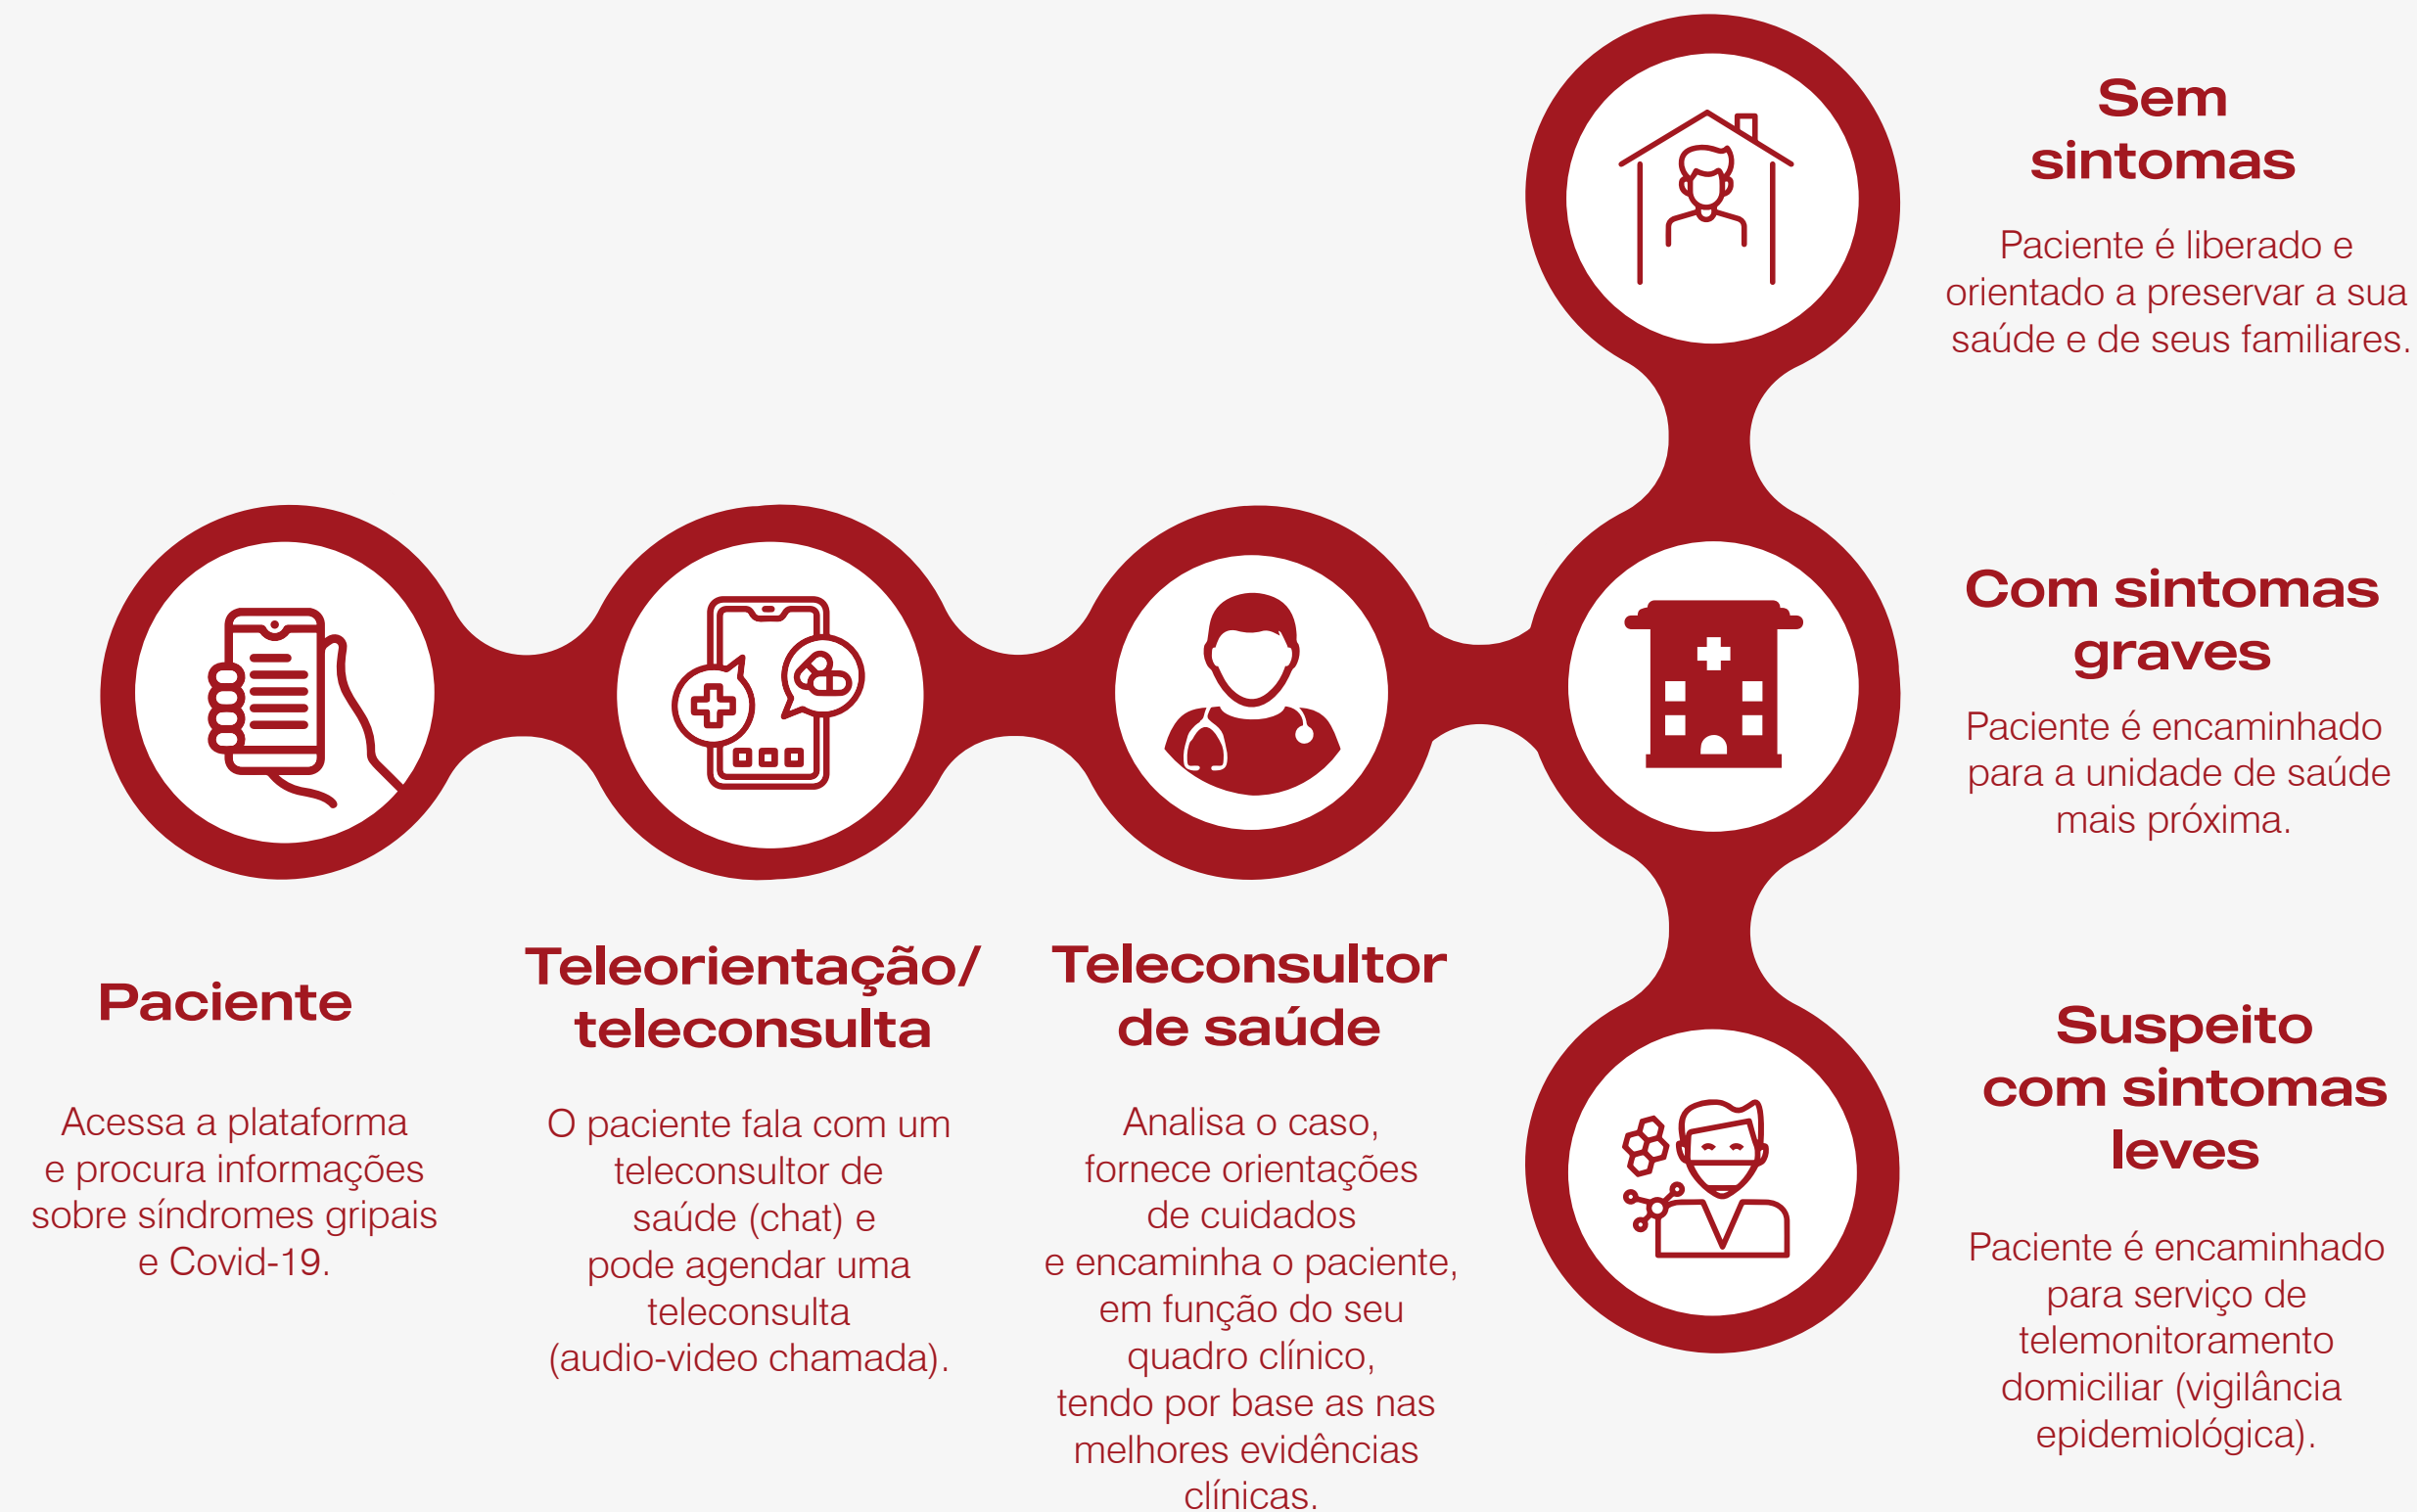 Paciente
Acessa a plataforma
e procura informações
sobre síndromes gripais
e Covid-19.
Teleorientação/
teleconsulta
O paciente fala com um
teleconsultor de
saúde (chat) e
pode agendar uma
teleconsulta
(audio-video chamada).
Teleconsultor
de saúde
Analisa o caso,
fornece orientações
de cuidados
e encaminha o paciente,
em função do seu
quadro clínico,
tendo por base as nas
melhores evidências
clínicas.
Sem
sintomas
Paciente é liberado e
orientado a preservar a sua
saúde e de seus familiares.
Com sintomas
graves
Paciente é encaminhado
para a unidade de saúde
mais próxima.
Suspeito
com sintomas
leves
Paciente é encaminhado
para serviço de
telemonitoramento
domiciliar (vigilância
epidemiológica).